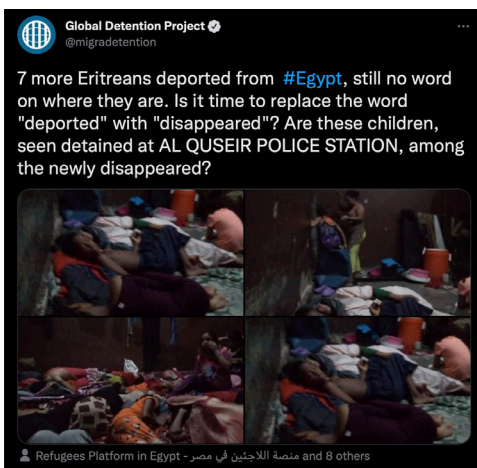 Global Detention Project
@migradetention
7 more Eritreans deported from #Egypt, still no word
on where they are. Is it time to replace the word
"deported" with "disappeared"? Are these children,
seen detained at AL QUSEIR POLICE STATION, among
the newly disappeared?
Refugees Platform in Egypt - منصة اللاجئين في مصر and 8 others